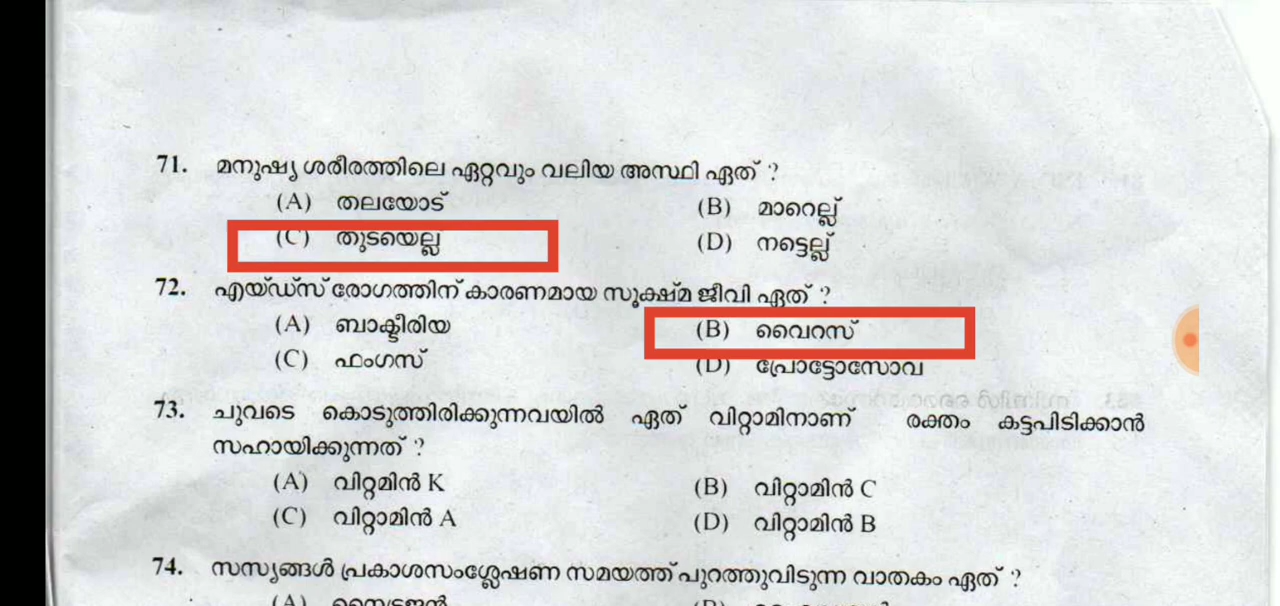 71. മനുഷ്യ ശരീരത്തിലെ ഏറ്റവും വലിയ അസ്ഥി ഏത് ?
(A) തലയോട് (B) മാറെല്ല്
(C) തുടയെല്ല (D) നട്ടെല്ല്
72. എയ്ഡ്സ് രോഗത്തിന് കാരണമായ സൂക്ഷ്മ ജീവി ഏത് ?
(A) ബാക്ടീരിയ (B) വൈറസ്
(C) ഫംഗസ് (D) പ്രോട്ടോസോവ
73. ചുവടെ കൊടുത്തിരിക്കുന്നവയിൽ ഏത് വിറ്റാമിനാണ് രക്തം കട്ടപിടിക്കാൻ
സഹായിക്കുന്നത് ?
(A) വിറ്റമിൻ K (B) വിറ്റാമിൻ C
(C) വിറ്റാമിൻ A (D) വിറ്റാമിൻ B
74. സസ്യങ്ങൾ പ്രകാശസംശ്ലേഷണ സമയത്ത് പുറത്തുവിടുന്ന വാതകം ഏത് ?
(A) നൈട്രജൻ (B)